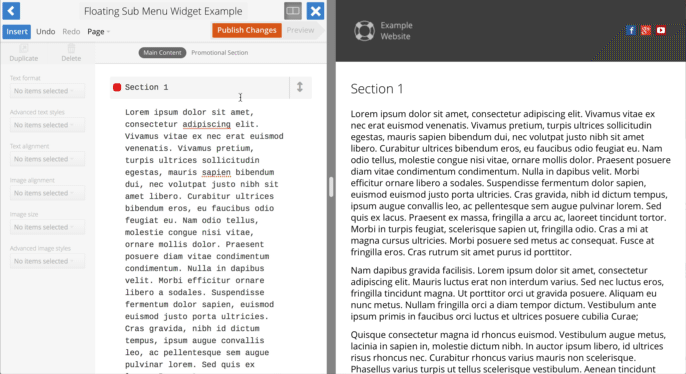 Floating Sub Menu Widget Example
Insert Undo Redo Page Publish Changes Preview
Duplicate Delete
Main Content Promotional Section
Text format
No items selected
Advanced text styles
No items selected
Text alignment
No items selected
Image alignment
No items selected
Image size
No items selected
Advanced image styles
No items selected
Section 1
Lorem ipsum dolor sit amet,
consectetur adipiscing elit.
Vivamus vitae ex nec erat euismod
venenatis. Vivamus pretium,
turpis ultrices sollicitudin
egestas, mauris sapien bibendum
dui, nec volutpat justo nibh sit
amet libero. Curabitur ultrices
bibendum eros, eu faucibus odio
feugiat eu. Nam odio tellus,
molestie congue nisi vitae,
ornare mollis dolor. Praesent
posuere diam vitae condimentum
condimentum. Nulla in dapibus
velit. Morbi efficitur ornare
libero a sodales. Suspendisse
fermentum dolor sapien, euismod
euismod justo porta ultricies.
Cras gravida, nibh id dictum
tempus, ipsum augue convallis
leo, ac pellentesque sem augue
pulvinar lorem. Sed quis ex
Example
Website
Section 1
Lorem ipsum dolor sit amet, consectetur adipiscing elit. Vivamus vitae ex
nec erat euismod venenatis. Vivamus pretium, turpis ultrices sollicitudin
egestas, mauris sapien bibendum dui, nec volutpat justo nibh sit amet
libero. Curabitur ultrices bibendum eros, eu faucibus odio feugiat eu. Nam
odio tellus, molestie congue nisi vitae, ornare mollis dolor. Praesent posuere
diam vitae condimentum condimentum. Nulla in dapibus velit. Morbi
efficitur ornare libero a sodales. Suspendisse fermentum dolor sapien,
euismod euismod justo porta ultricies. Cras gravida, nibh id dictum tempus,
ipsum augue convallis leo, ac pellentesque sem augue pulvinar lorem. Sed
quis ex lacus. Praesent ex massa, fringilla a arcu ac, laoreet tincidunt tortor.
Morbi in turpis feugiat, scelerisque sapien ut, fringilla odio. Cras a mi at
magna cursus ultricies. Morbi posuere sed metus ac consequat. Fusce at
fringilla eros. Cras rutrum sit amet purus id porttitor.
Nam dapibus gravida facilisis. Lorem ipsum dolor sit amet, consectetur
adipiscing elit. Mauris luctus erat non interdum varius. Sed nec luctus eros,
fringilla tincidunt magna. Ut porttitor orci ut gravida posuere. Aliquam eu
nunc metus. Nullam fringilla orci a diam tempor dictum. Vestibulum ante
ipsum primis in faucibus orci luctus et ultrices posuere cubilia Curae;
Quisque consectetur magna id rhoncus euismod. Vestibulum augue metus,
lacinia in sapien in, molestie dictum nibh. In auctor ipsum libero, id ultrices
risus rhoncus nec. Curabitur rhoncus varius mauris non scelerisque.
Phasellus varius turpis sed ullamcorper scelerisque. Aenean tincidunt